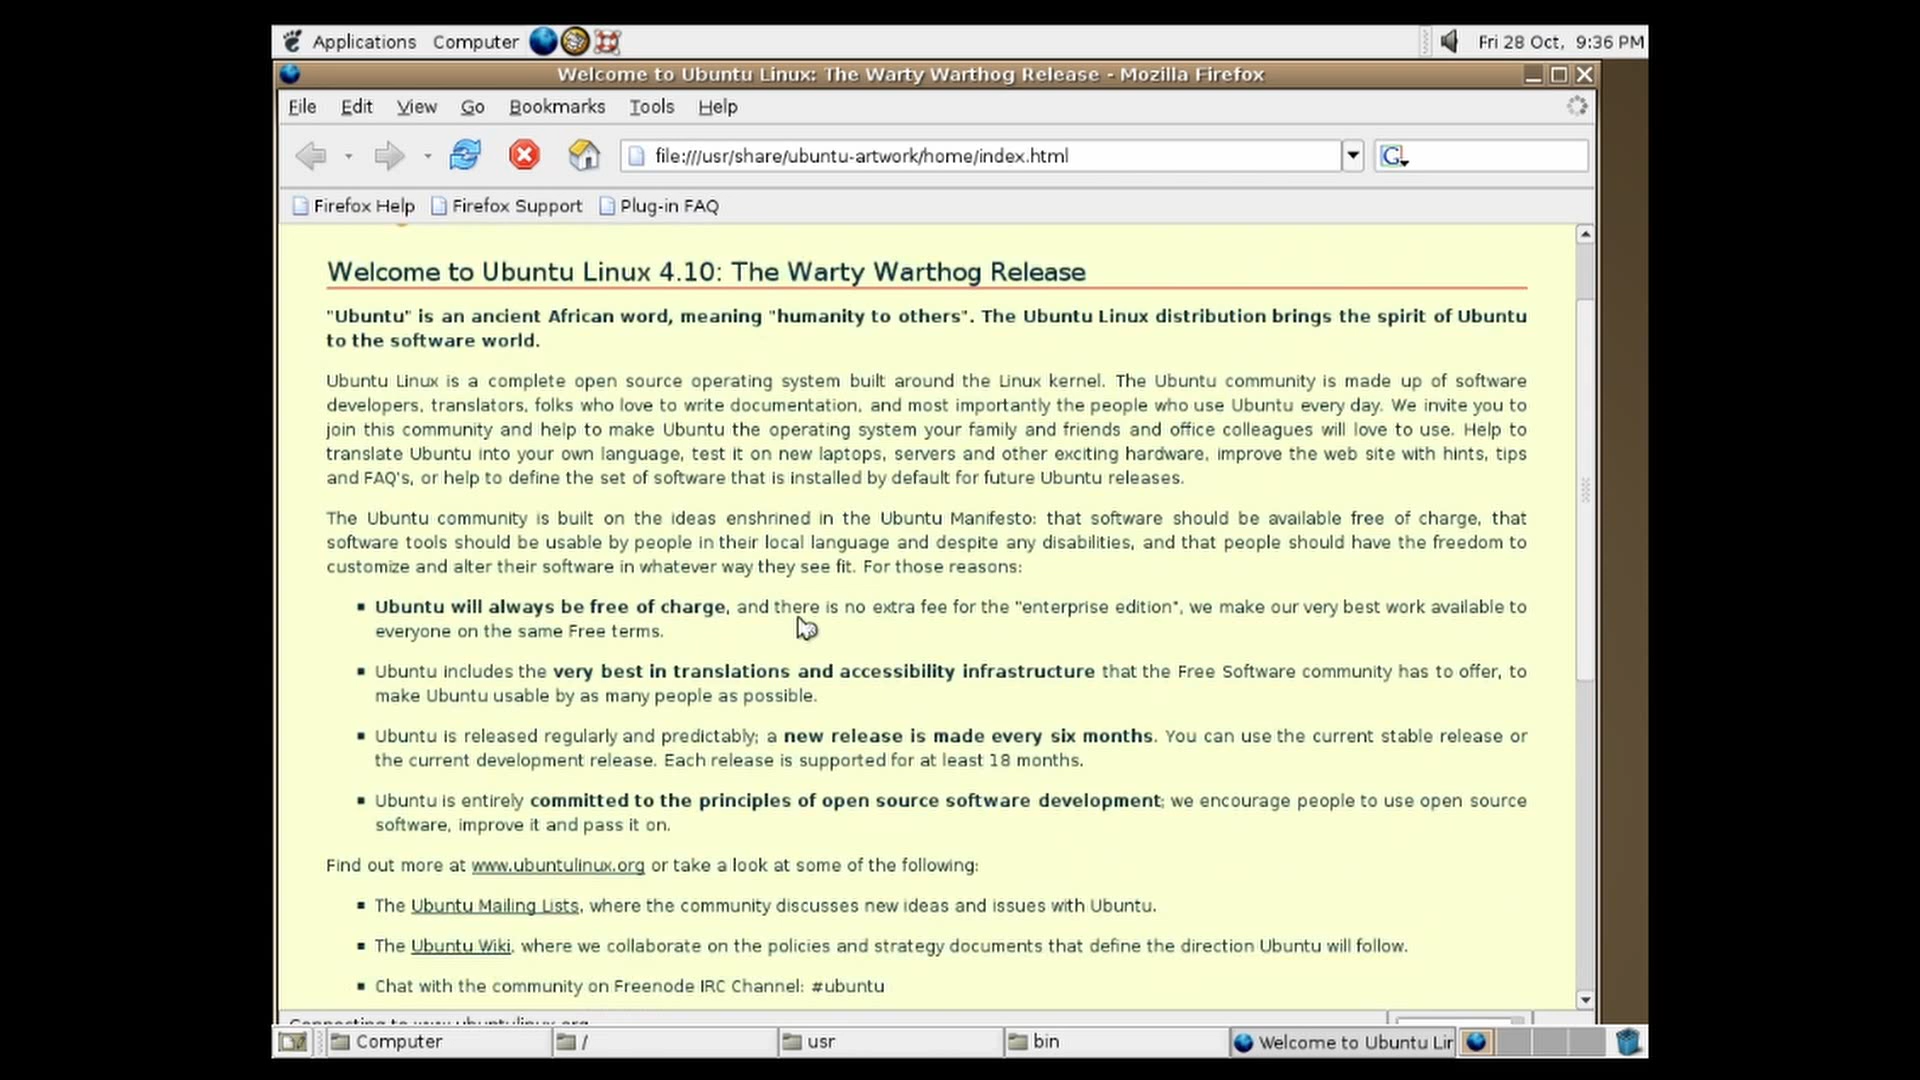 Applications Computer Fri 28 Oct, 9:36 PM
Welcome to Ubuntu Linux: The Warty Warthog Release - Mozilla Firefox
File Edit View Go Bookmarks Tools Help
file:///usr/share/ubuntu-artwork/home/index.html G
Firefox Help Firefox Support Plug-in FAQ
Welcome to Ubuntu Linux 4.10: The Warty Warthog Release
"Ubuntu" is an ancient African word, meaning "humanity to others". The Ubuntu Linux distribution brings the spirit of Ubuntu
to the software world.
Ubuntu Linux is a complete open source operating system built around the Linux kernel. The Ubuntu community is made up of software
developers, translators, folks who love to write documentation, and most importantly the people who use Ubuntu every day. We invite you to
join this community and help to make Ubuntu the operating system your family and friends and office colleagues will love to use. Help to
translate Ubuntu into your own language, test it on new laptops, servers and other exciting hardware, improve the web site with hints, tips
and FAQ's, or help to define the set of software that is installed by default for future Ubuntu releases.
The Ubuntu community is built on the ideas enshrined in the Ubuntu Manifesto: that software should be available free of charge, that
software tools should be usable by people in their local language and despite any disabilities, and that people should have the freedom to
customize and alter their software in whatever way they see fit. For those reasons:
▪ Ubuntu will always be free of charge, and there is no extra fee for the "enterprise edition", we make our very best work available to
everyone on the same Free terms.
▪ Ubuntu includes the very best in translations and accessibility infrastructure that the Free Software community has to offer, to
make Ubuntu usable by as many people as possible.
▪ Ubuntu is released regularly and predictably; a new release is made every six months. You can use the current stable release or
the current development release. Each release is supported for at least 18 months.
▪ Ubuntu is entirely committed to the principles of open source software development; we encourage people to use open source
software, improve it and pass it on.
Find out more at www.ubuntulinux.org or take a look at some of the following:
▪ The Ubuntu Mailing Lists, where the community discusses new ideas and issues with Ubuntu.
▪ The Ubuntu Wiki, where we collaborate on the policies and strategy documents that define the direction Ubuntu will follow.
▪ Chat with the community on Freenode IRC Channel: #ubuntu
Connecting to www.ubuntulinux.org
Computer / usr bin Welcome to Ubuntu Lin